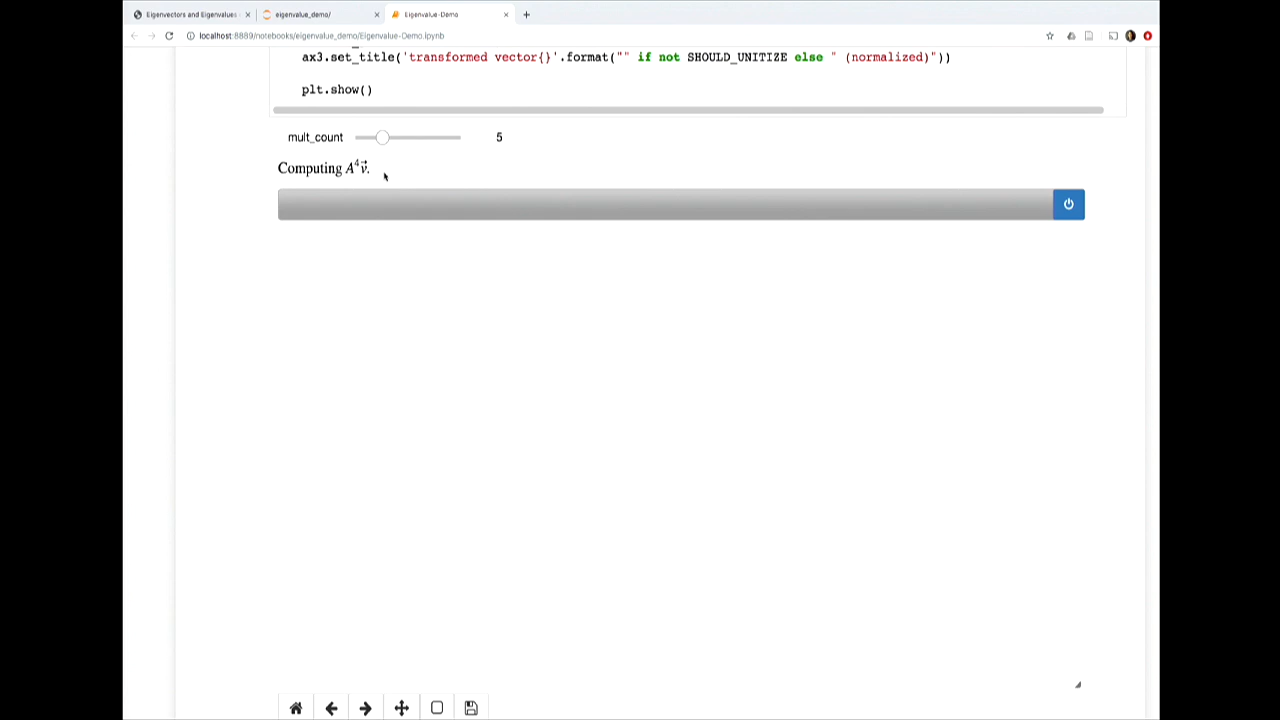 Eigenvectors and Eigenvalues
eigenvalue_demo/
Eigenvalue-Demo
localhost:8889/notebooks/eigenvalue_demo/Eigenvalue-Demo.ipynb
ax3.set_title('transformed vector{}'.format("" if not SHOULD_UNITIZE else " (normalized)"))
plt.show()
mult_count 5
Computing A⁴v⃗.